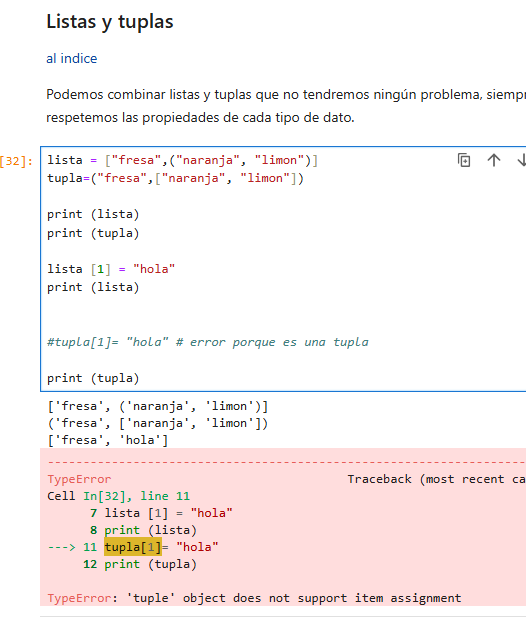 Listas y tuplas
al indice
Podemos combinar listas y tuplas que no tendremos ningún problema, siempr
respetemos las propiedades de cada tipo de dato.
[32]:
lista = ["fresa",("naranja", "limon")]
tupla=("fresa",["naranja", "limon"])
print (lista)
print (tupla)
lista [1] = "hola"
print (lista)
#tupla[1]= "hola" # error porque es una tupla
print (tupla)
['fresa', ('naranja', 'limon')]
('fresa', ['naranja', 'limon'])
['fresa', 'hola']
---------------------------------------------------------------------------
TypeError Traceback (most recent ca
Cell In[32], line 11
7 lista [1] = "hola"
8 print (lista)
---> 11 tupla[1]= "hola"
12 print (tupla)
TypeError: 'tuple' object does not support item assignment